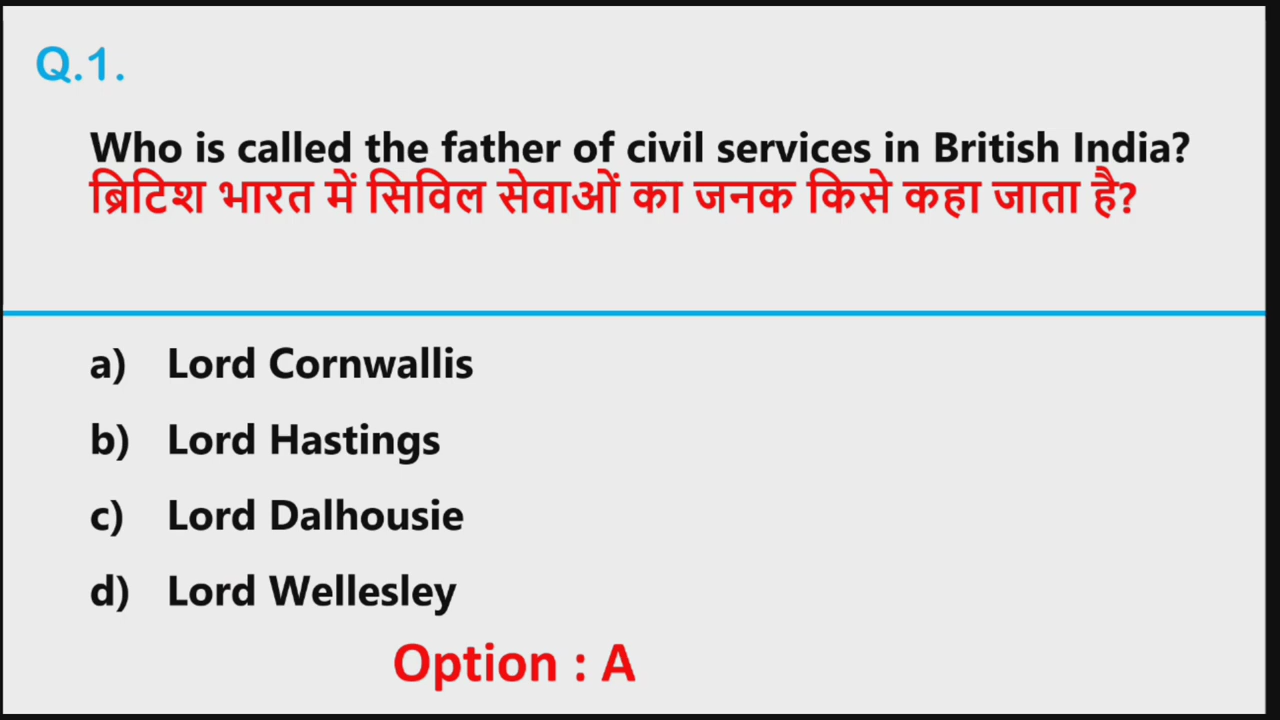 Q.1.
Who is called the father of civil services in British India?
ब्रिटिश भारत में सिविल सेवाओं का जनक किसे कहा जाता है?
a) Lord Cornwallis
b) Lord Hastings
c) Lord Dalhousie
d) Lord Wellesley
Option : A